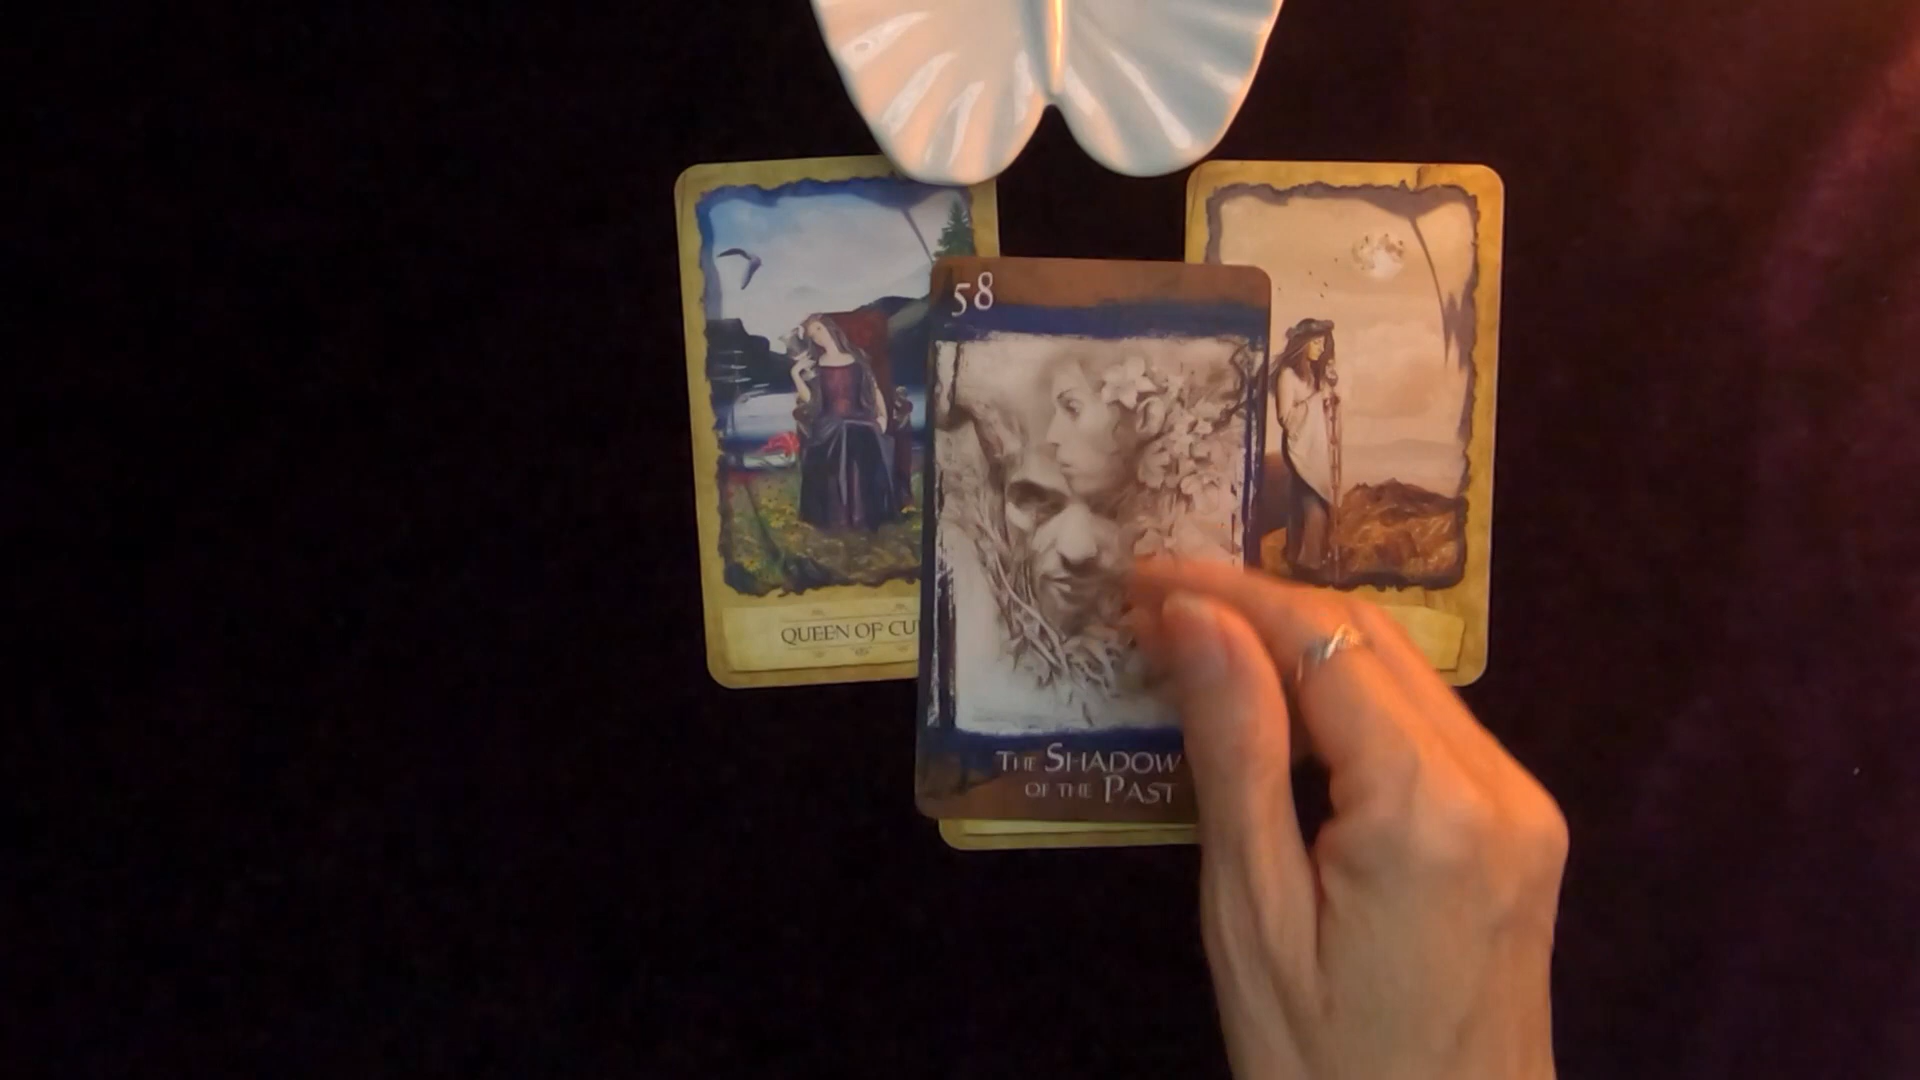 58
QUEEN OF CU
THE SHADOW
OF THE PAST